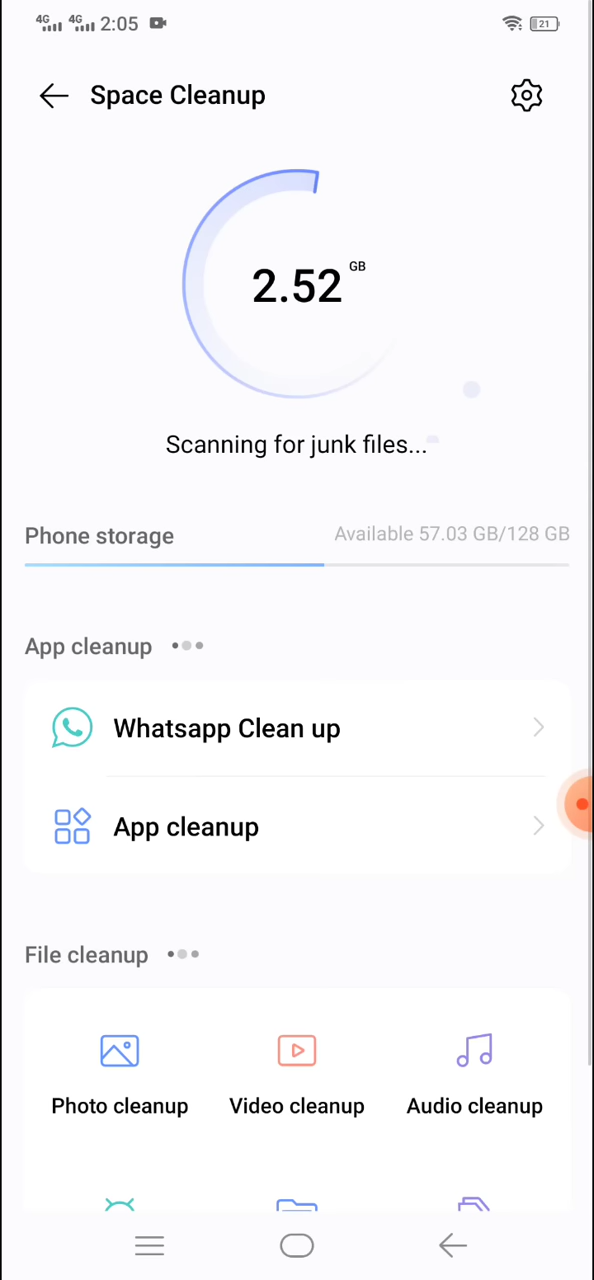 4G 4G 2:05 21
Space Cleanup
2.52 GB
Scanning for junk files...
Phone storage Available 57.03 GB/128 GB
App cleanup
Whatsapp Clean up
App cleanup
File cleanup
Photo cleanup Video cleanup Audio cleanup